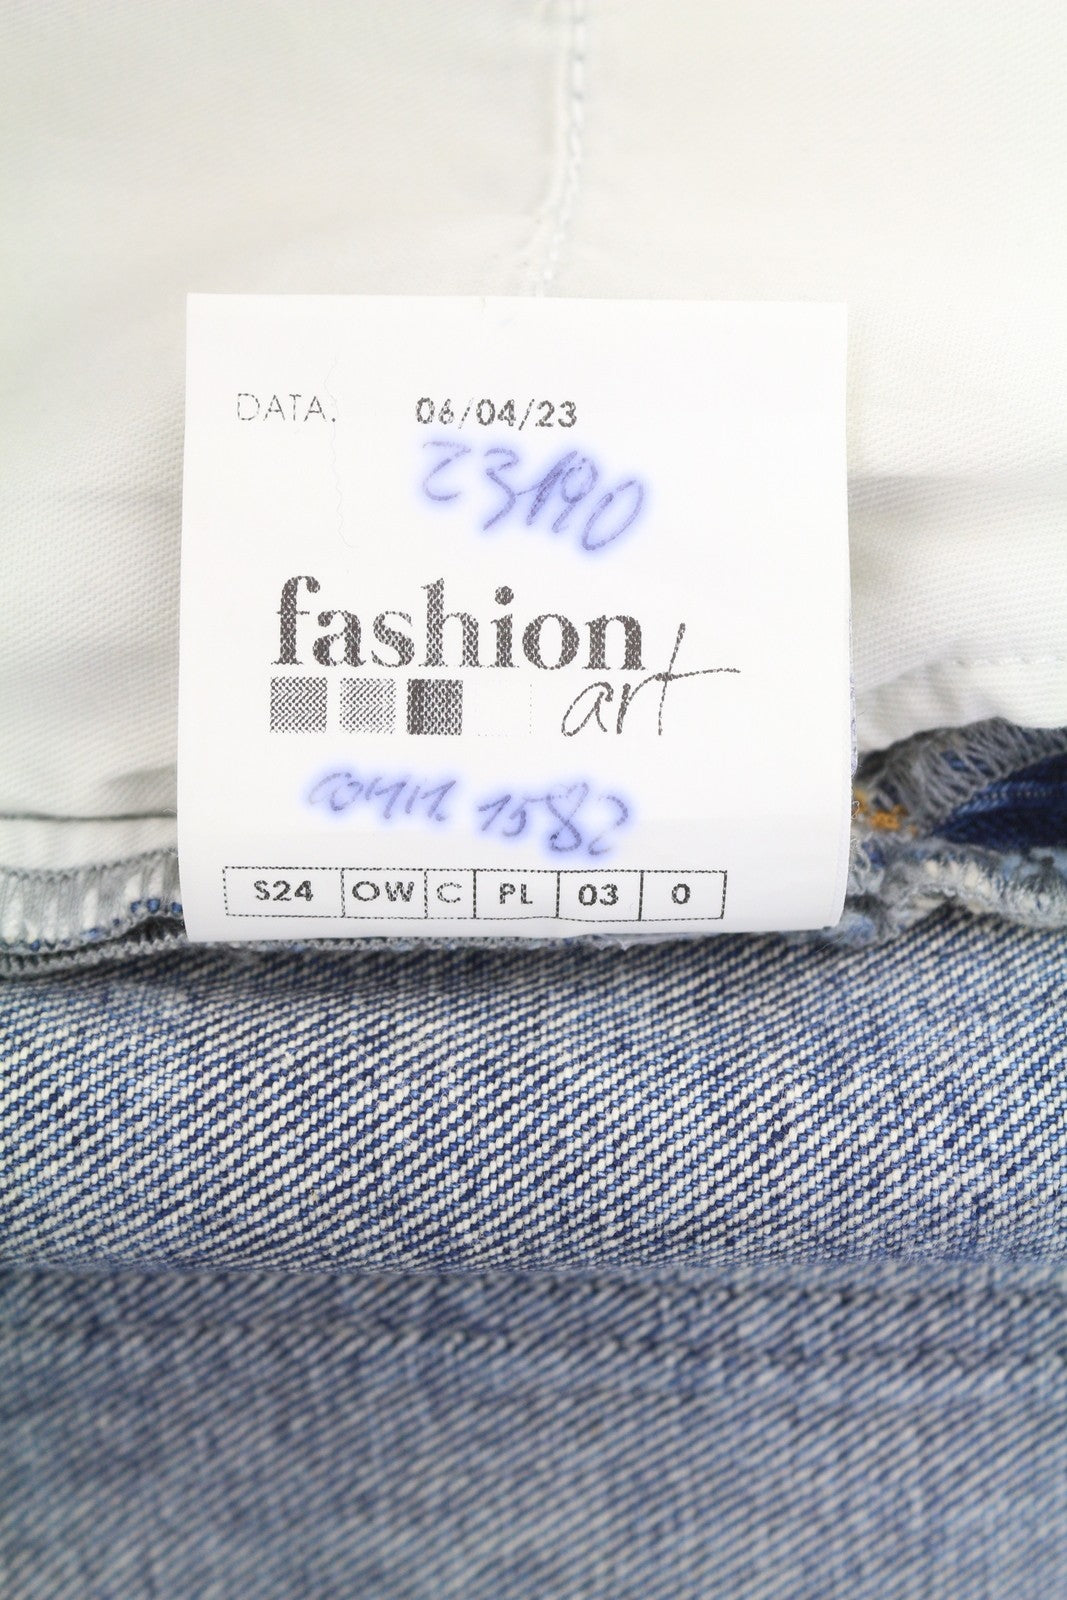 DATA: 06/04/23
23190
fashion
art
comm. 1582
S24 OW C PL 03 0